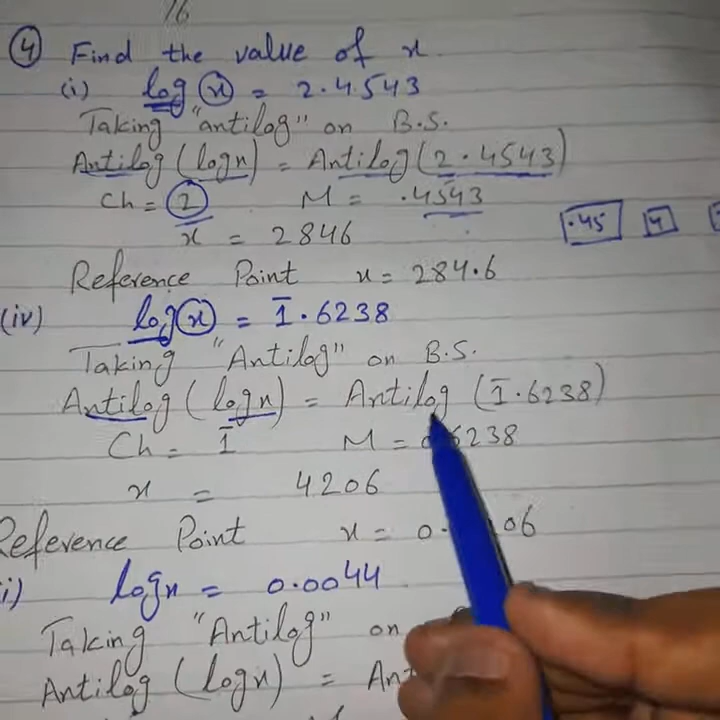 16
④ Find the value of x
(i) log x = 2.4543
Taking "antilog" on B.S.
Antilog (log x) = Antilog (2.4543)
Ch = 2 M = .4543
.45 4
x = 2846
Reference Point x = 284.6
(iv) log x = 1̄.6238
Taking "Antilog" on B.S.
Antilog (log x) = Antilog (1̄.6238)
Ch = 1̄ M = 6238
x = 4206
Reference Point x = 0. 06
i) log x = 0.0044
Taking "Antilog" on
Antilog (log x) = Ant